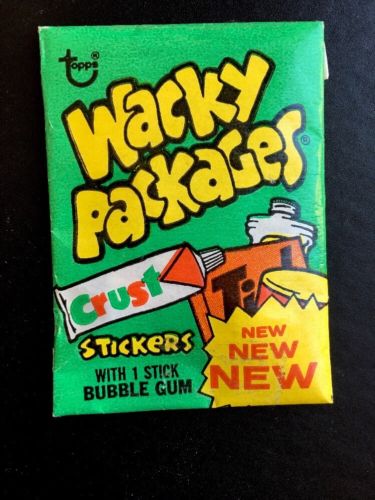 Topps®
Wacky
Packages®
Crust
STICKERS
WITH 1 STICK
BUBBLE GUM
NEW
NEW
NEW